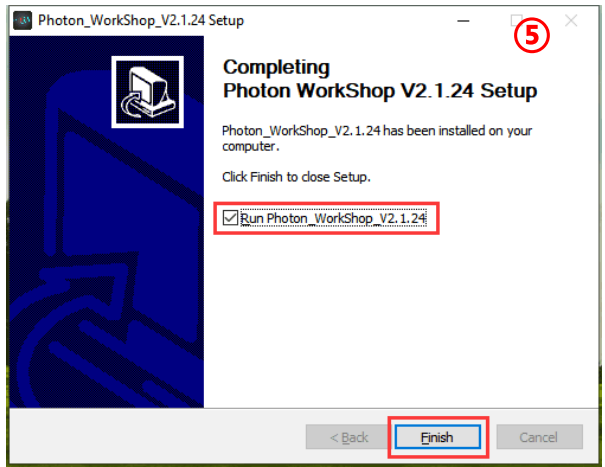 Photon_WorkShop_V2.1.24 Setup
⑤
Completing
Photon WorkShop V2.1.24 Setup
Photon_WorkShop_V2.1.24 has been installed on your
computer.
Click Finish to close Setup.
Run Photon_WorkShop_V2.1.24
< Back
Finish
Cancel